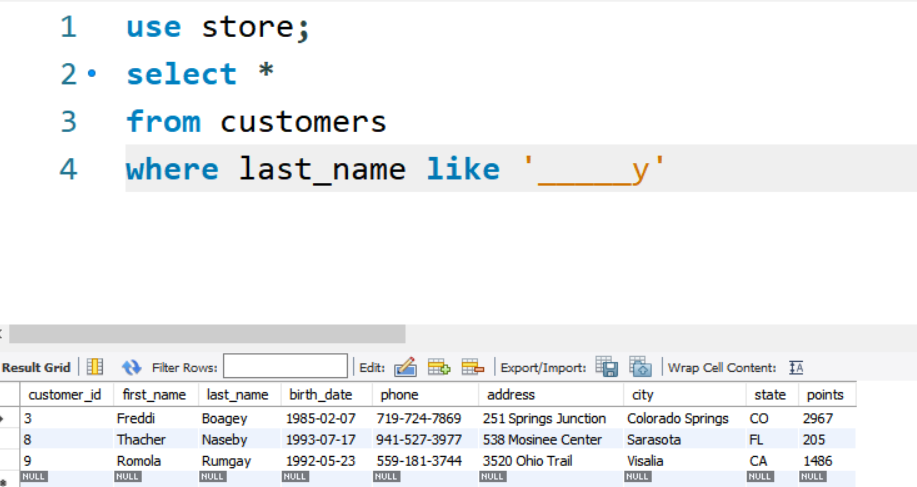 1 use store;
2 select *
3 from customers
4 where last_name like '_____y'
Result Grid Filter Rows: Edit: Export/Import: Wrap Cell Content: IA
customer_id first_name last_name birth_date phone address city state points
3 Freddi Boagey 1985-02-07 719-724-7869 251 Springs Junction Colorado Springs CO 2967
8 Thacher Naseby 1993-07-17 941-527-3977 538 Mosinee Center Sarasota FL 205
9 Romola Rumgay 1992-05-23 559-181-3744 3520 Ohio Trail Visalia CA 1486
NULL NULL NULL NULL NULL NULL NULL NULL NULL